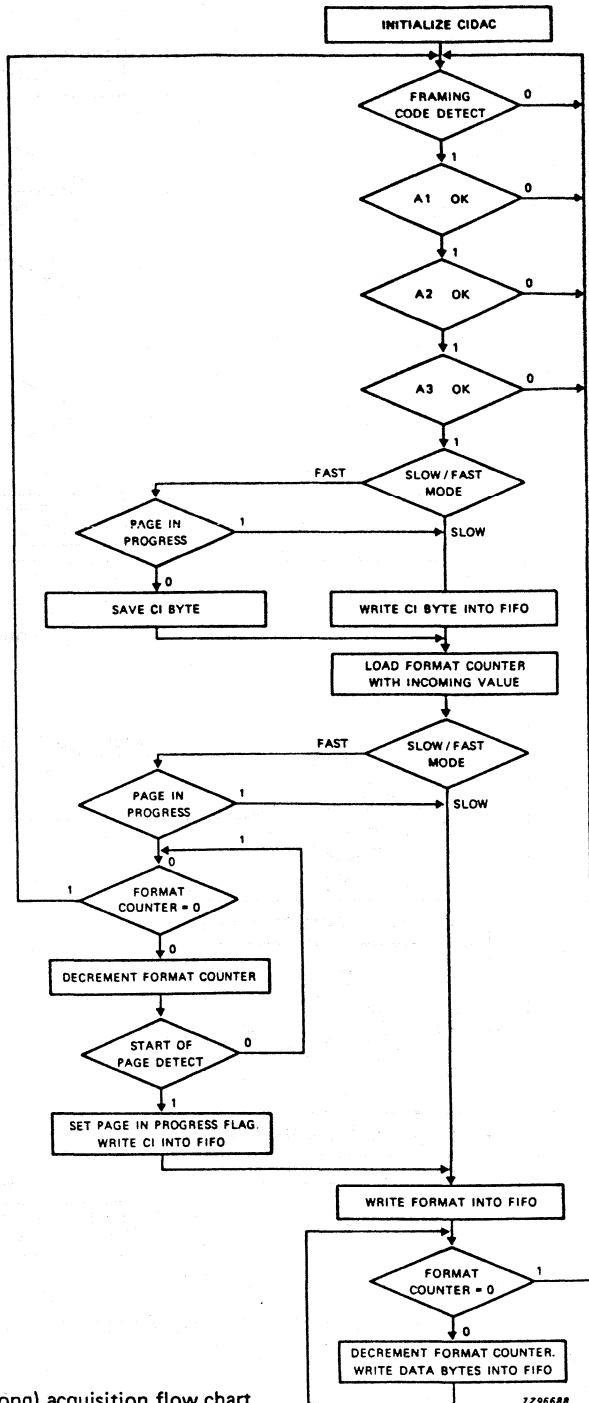 INITIALIZE CIDAC
FRAMING
CODE DETECT
0
1
A1 OK
0
1
A2 OK
0
1
A3 OK
0
1
SLOW / FAST
MODE
FAST
SLOW
PAGE IN
PROGRESS
1
0
SAVE CI BYTE
WRITE CI BYTE INTO FIFO
LOAD FORMAT COUNTER
WITH INCOMING VALUE
SLOW / FAST
MODE
FAST
SLOW
PAGE IN
PROGRESS
1
0
1
FORMAT
COUNTER = 0
1
0
DECREMENT FORMAT COUNTER
START OF
PAGE DETECT
0
1
SET PAGE IN PROGRESS FLAG.
WRITE CI INTO FIFO
WRITE FORMAT INTO FIFO
FORMAT
COUNTER = 0
1
0
DECREMENT FORMAT COUNTER.
WRITE DATA BYTES INTO FIFO
ong) acquisition flow chart
7Z96688